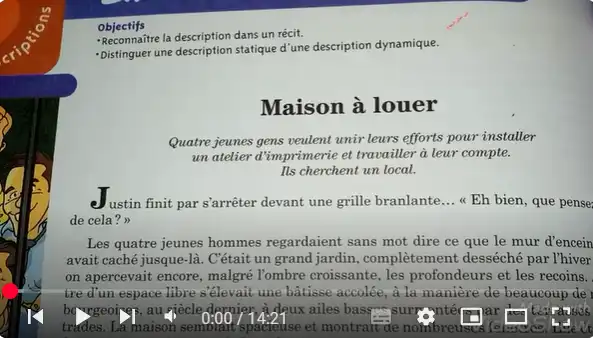 criptions
Objectifs
•Reconnaître la description dans un récit.
•Distinguer une description statique d'une description dynamique.
Maison à louer
Quatre jeunes gens veulent unir leurs efforts pour installer
un atelier d'imprimerie et travailler à leur compte.
Ils cherchent un local.
Justin finit par s'arrêter devant une grille branlante... « Eh bien, que pense
de cela ? »
Les quatre jeunes hommes regardaient sans mot dire ce que le mur d'encein
avait caché jusque-là. C'était un grand jardin, complètement desséché par l'hiver
on apercevait encore, malgré l'ombre croissante, les profondeurs et les recoins.
tre d'un espace libre s'élevait une bâtisse accolée, à la manière de beaucoup de
bourgeoises au siècle dernier à deux ailes basses surmontées par des
trades. La maison semblait spacieuse et montrait de nombreuses
0:00 / 14:21